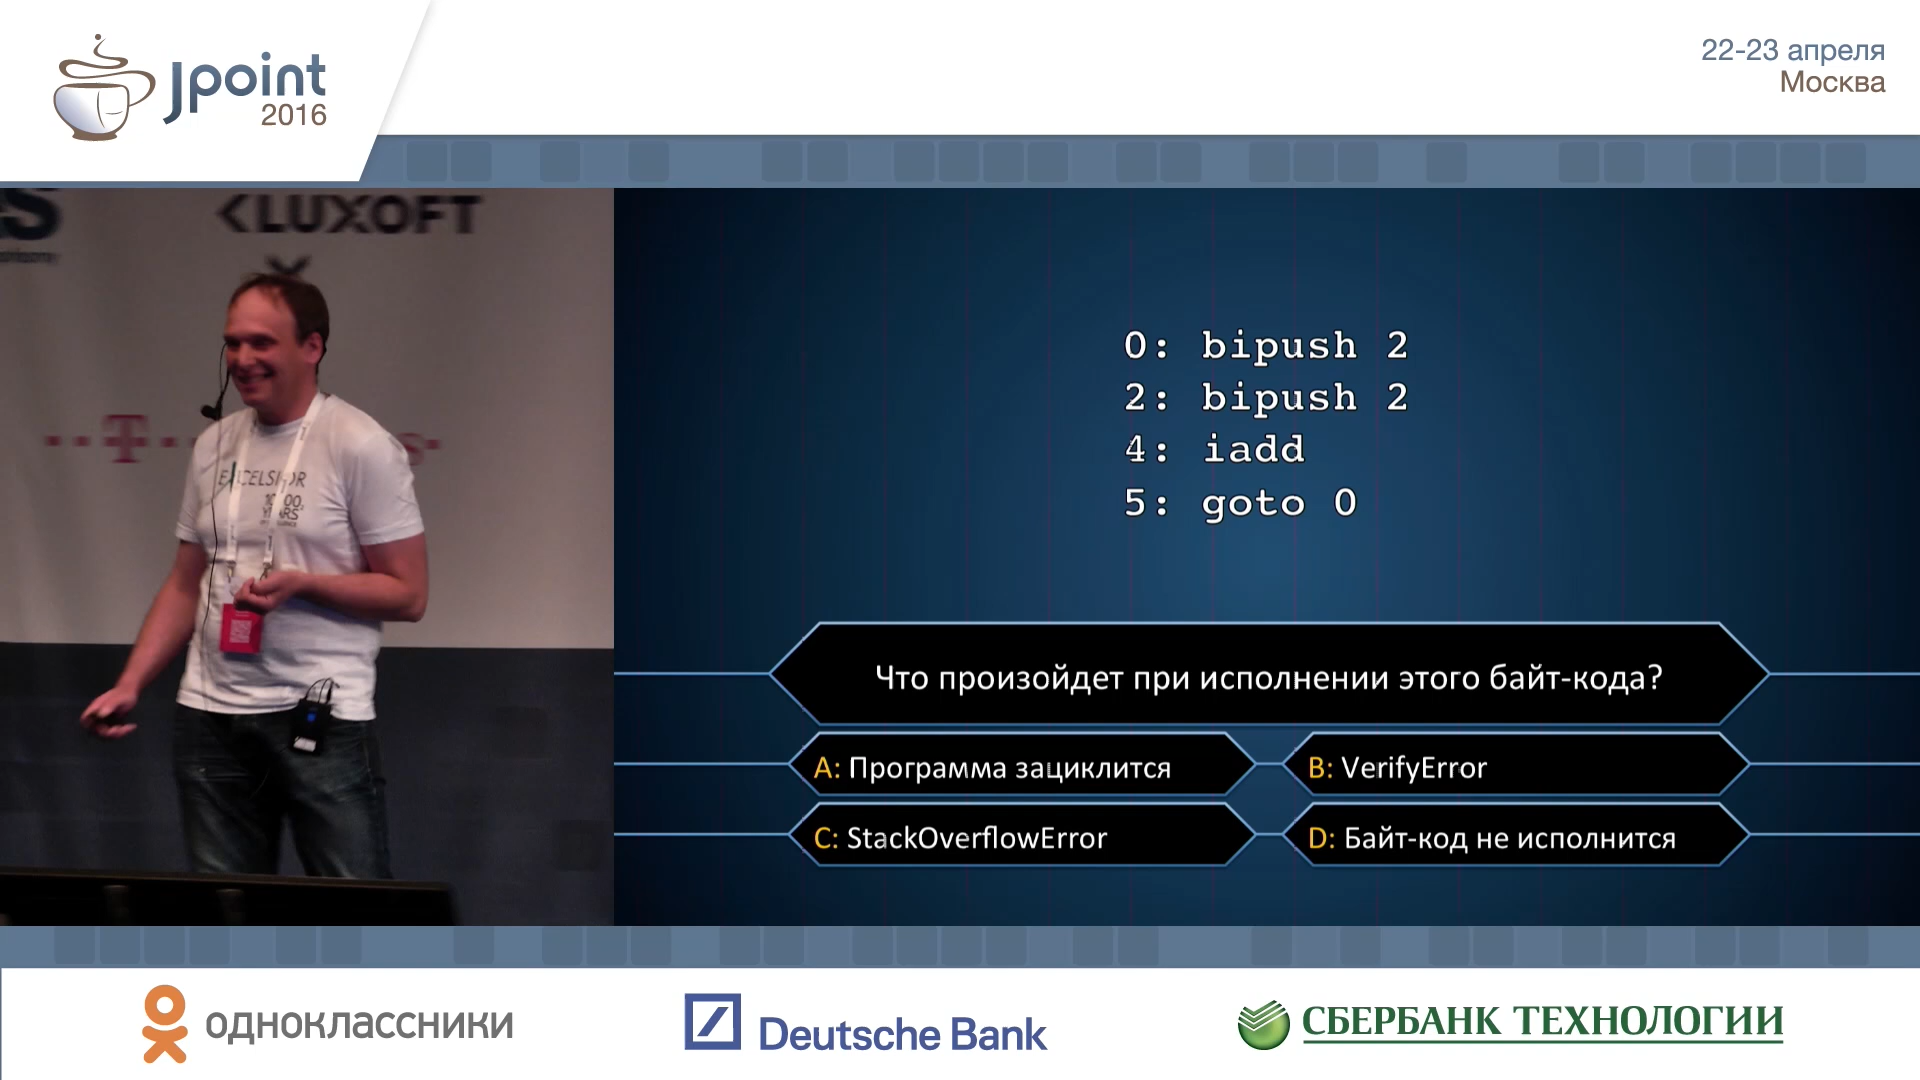 Jpoint
2016
22-23 апреля
Москва
LUXOFT
T
EXCELSIOR
0: bipush 2
2: bipush 2
4: iadd
5: goto 0
Что произойдет при исполнении этого байт-кода?
A: Программа зациклится
B: VerifyError
C: StackOverflowError
D: Байт-код не исполнится
одноклассники
Deutsche Bank
СБЕРБАНК ТЕХНОЛОГИИ